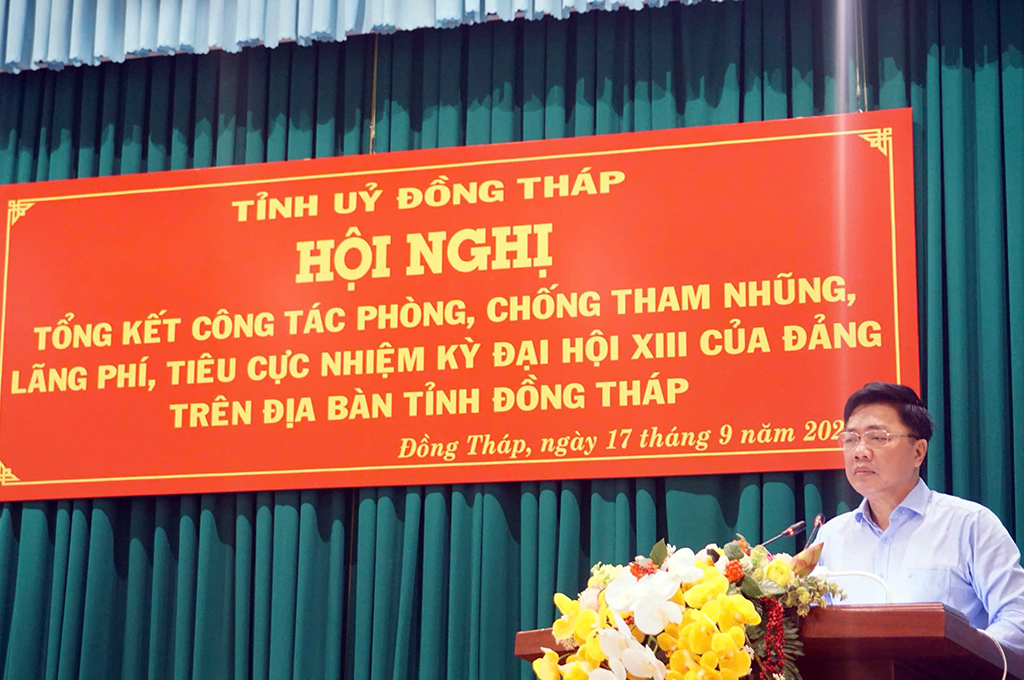 TỈNH UỶ ĐỒNG THÁP
HỘI NGHỊ
TỔNG KẾT CÔNG TÁC PHÒNG, CHỐNG THAM NHŨNG,
LÃNG PHÍ, TIÊU CỰC NHIỆM KỲ ĐẠI HỘI XIII CỦA ĐẢNG
TRÊN ĐỊA BÀN TỈNH ĐỒNG THÁP
Đồng Tháp, ngày 17 tháng 9 năm